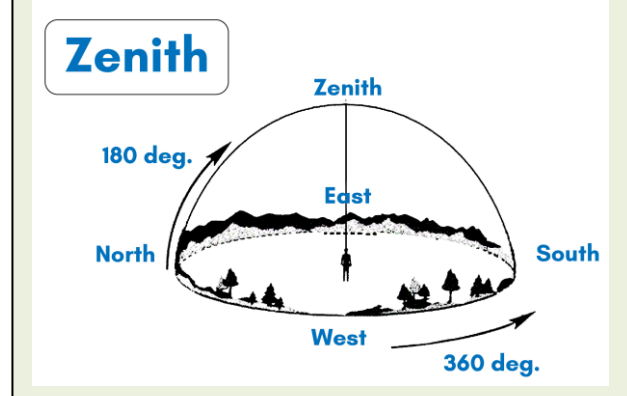 Zenith
Zenith
180 deg.
East
North
South
West
360 deg.